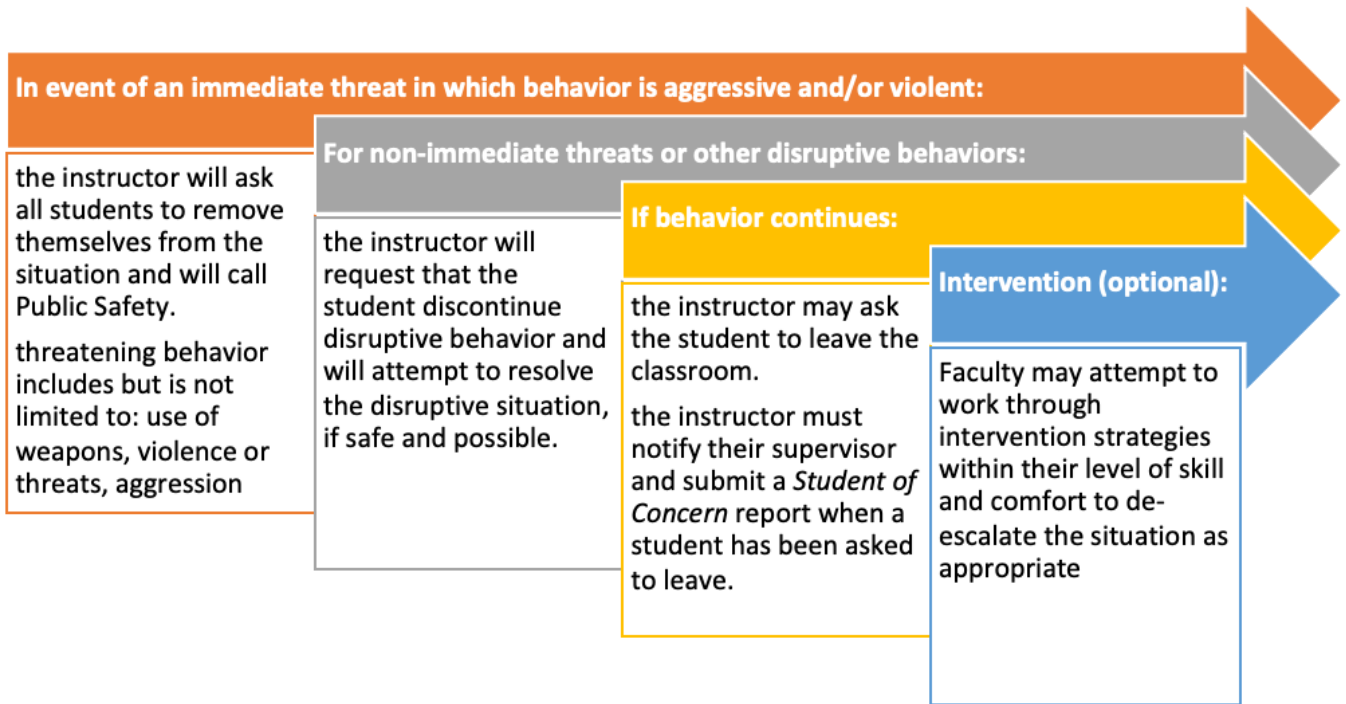 In event of an immediate threat in which behavior is aggressive and/or violent:
the instructor will ask
all students to remove
themselves from the
situation and will call
Public Safety.
threatening behavior
includes but is not
limited to: use of
weapons, violence or
threats, aggression
For non-immediate threats or other disruptive behaviors:
the instructor will
request that the
student discontinue
disruptive behavior and
will attempt to resolve
the disruptive situation,
if safe and possible.
If behavior continues:
the instructor may ask
the student to leave the
classroom.
the instructor must
notify their supervisor
and submit a Student of
Concern report when a
student has been asked
to leave.
Intervention (optional):
Faculty may attempt to
work through
intervention strategies
within their level of skill
and comfort to de-
escalate the situation as
appropriate